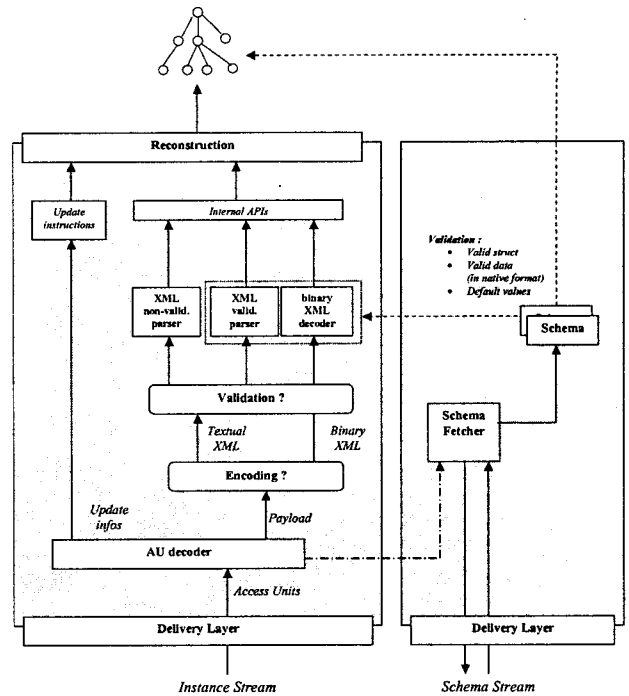 Reconstruction
Update
instructions
Internal APIs
Validation :
• Valid struct
• Valid data
(in native format)
• Default values
XML
non-valid.
parser
XML
valid.
parser
binary
XML
decoder
Schema
Validation ?
Schema
Fetcher
Textual
XML
Binary
XML
Encoding ?
Update
infos
Payload
AU decoder
Access Units
Delivery Layer
Delivery Layer
Instance Stream
Schema Stream